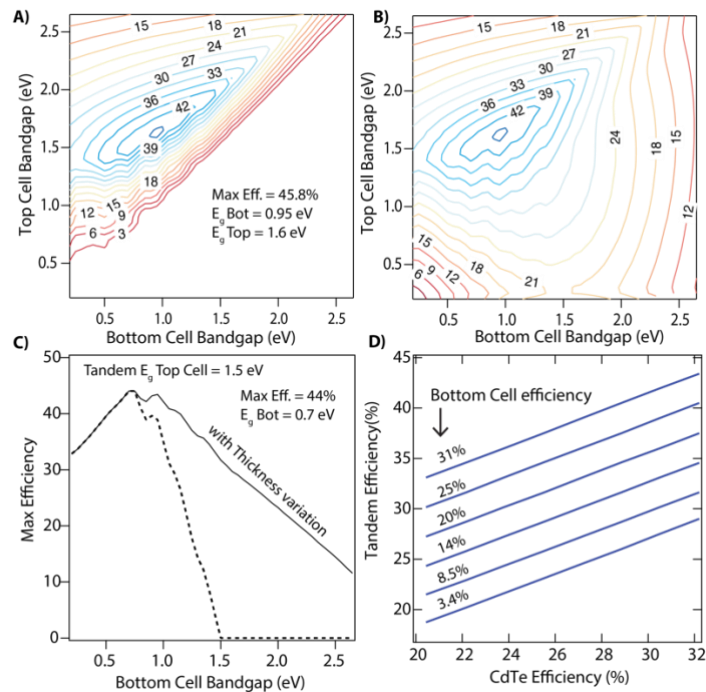 A)
2.5
2.0
1.5
1.0
0.5
Top Cell Bandgap (eV)
15
18
21
24
27
30
33
36
42
39
18
15
12
9
6
3
Max Eff. = 45.8%
Eg Bot = 0.95 eV
Eg Top = 1.6 eV
0.5 1.0 1.5 2.0 2.5
Bottom Cell Bandgap (eV)
B)
2.5
2.0
1.5
1.0
0.5
Top Cell Bandgap (eV)
15
18
21
24
27
30
33
36
39
42
24
18
15
12
15
18
12
9
6
21
0.5 1.0 1.5 2.0 2.5
Bottom Cell Bandgap (eV)
C)
50
40
30
20
10
0
Max Efficiency
Tandem Eg Top Cell = 1.5 eV
Max Eff. = 44%
Eg Bot = 0.7 eV
with Thickness variation
0.5 1.0 1.5 2.0 2.5
Bottom Cell Bandgap (eV)
D)
45
40
35
30
25
20
Tandem Efficiency(%)
Bottom Cell efficiency
31%
25%
20%
14%
8.5%
3.4%
20 22 24 26 28 30 32
CdTe Efficiency (%)